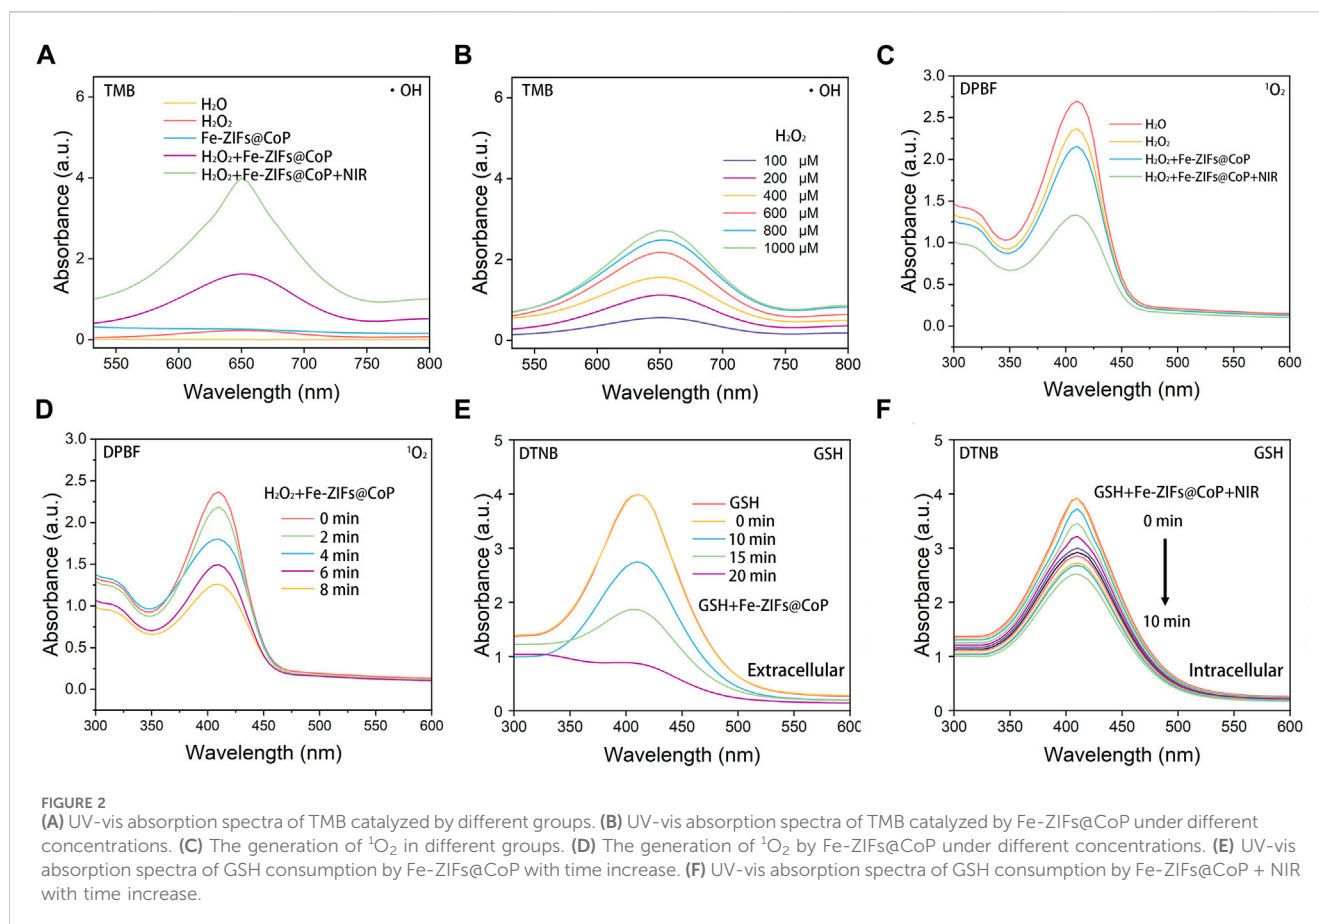 A
TMB
• OH
H₂O
H₂O₂
Fe-ZIFs@CoP
H₂O₂+Fe-ZIFs@CoP
H₂O₂+Fe-ZIFs@CoP+NIR
6
4
2
0
Absorbance (a.u.)
550 600 650 700 750 800
Wavelength (nm)
B
TMB
• OH
H₂O₂
100 μM
200 μM
400 μM
600 μM
800 μM
1000 μM
6
4
2
0
Absorbance (a.u.)
550 600 650 700 750 800
Wavelength (nm)
C
DPBF
¹O₂
H₂O
H₂O₂
H₂O₂+Fe-ZIFs@CoP
H₂O₂+Fe-ZIFs@CoP+NIR
3.0
2.5
2.0
1.5
1.0
0.5
0.0
Absorbance (a.u.)
300 350 400 450 500 550 600
Wavelength (nm)
D
DPBF
¹O₂
H₂O₂+Fe-ZIFs@CoP
0 min
2 min
4 min
6 min
8 min
3.0
2.5
2.0
1.5
1.0
0.5
0.0
Absorbance (a.u.)
300 350 400 450 500 550 600
Wavelength (nm)
E
DTNB
GSH
GSH
0 min
10 min
15 min
20 min
GSH+Fe-ZIFs@CoP
Extracellular
5
4
3
2
1
0
Absorbance (a.u.)
300 350 400 450 500 550 600
Wavelength (nm)
F
DTNB
GSH
GSH+Fe-ZIFs@CoP+NIR
0 min
10 min
Intracellular
5
4
3
2
1
0
Absorbance (a.u.)
300 350 400 450 500 550 600
Wavelength (nm)
FIGURE 2
(A) UV-vis absorption spectra of TMB catalyzed by different groups. (B) UV-vis absorption spectra of TMB catalyzed by Fe-ZIFs@CoP under different
concentrations. (C) The generation of ¹O₂ in different groups. (D) The generation of ¹O₂ by Fe-ZIFs@CoP under different concentrations. (E) UV-vis
absorption spectra of GSH consumption by Fe-ZIFs@CoP with time increase. (F) UV-vis absorption spectra of GSH consumption by Fe-ZIFs@CoP + NIR
with time increase.